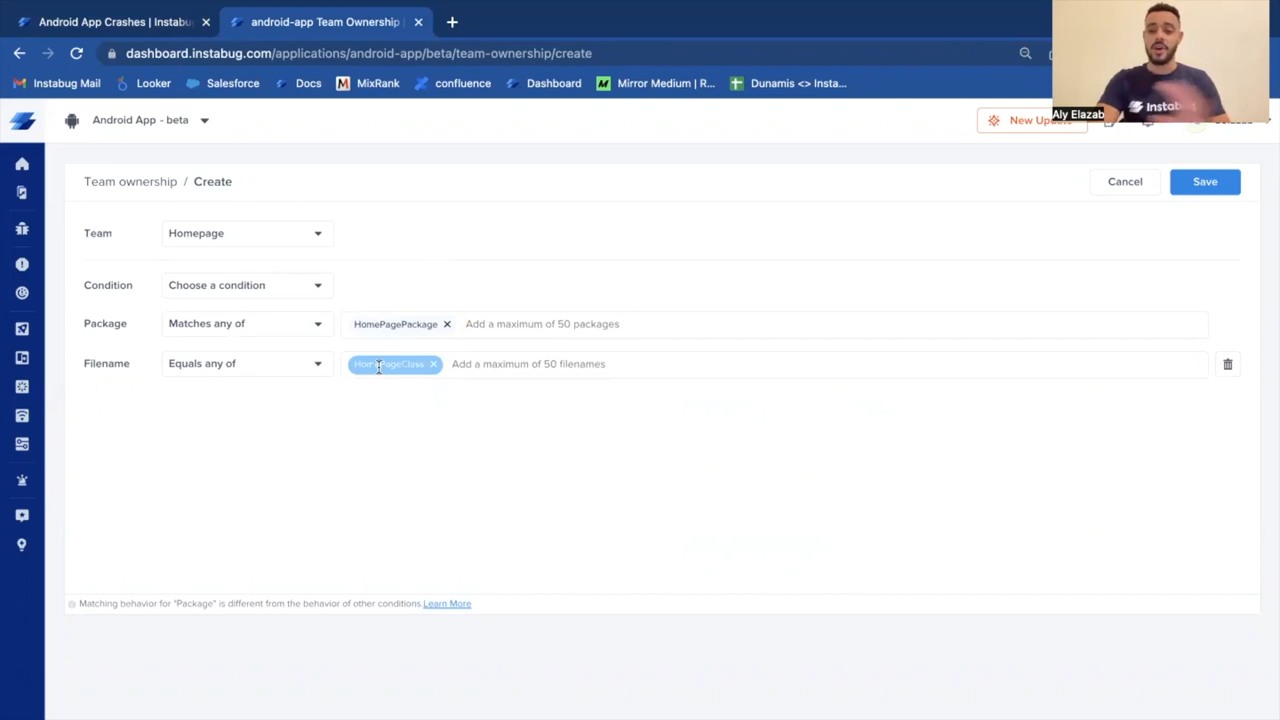 Android App Crashes | Instabu
android-app Team Ownership
dashboard.instabug.com/applications/android-app/beta/team-ownership/create
Instabug Mail
Looker
Salesforce
Docs
MixRank
confluence
Dashboard
Mirror Medium | R...
Dunamis <> Insta...
Instab
Aly Elazab
Android App - beta
New
Team ownership / Create
Cancel
Save
Team
Homepage
Condition
Choose a condition
Package
Matches any of
HomePagePackage
Add a maximum of 50 packages
Filename
Equals any of
HomePageClass
Add a maximum of 50 filenames
Matching behavior for "Package" is different from the behavior of other conditions. Learn More